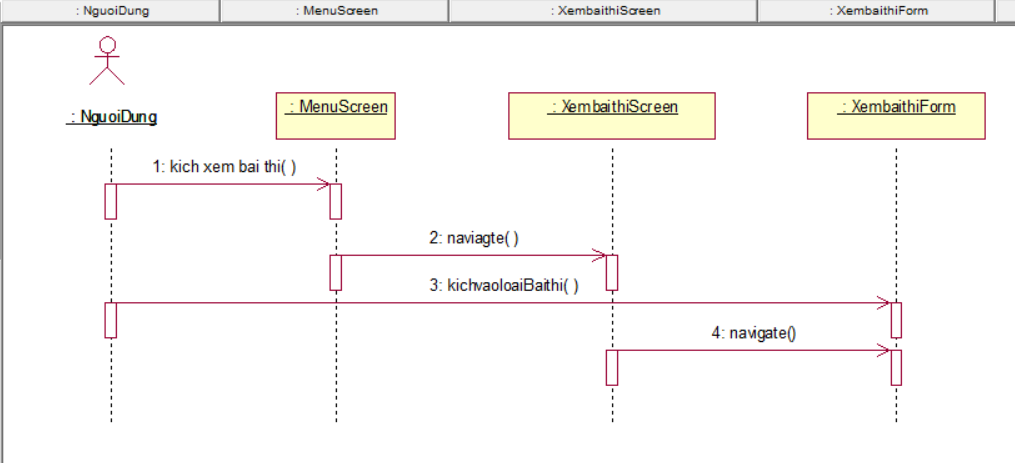 : NguoiDung
: MenuScreen
: XembaithiScreen
: XembaithiForm
: NguoiDung
: MenuScreen
: XembaithiScreen
: XembaithiForm
1: kich xem bai thi( )
2: naviagte( )
3: kichvaoloaiBaithi( )
4: navigate()